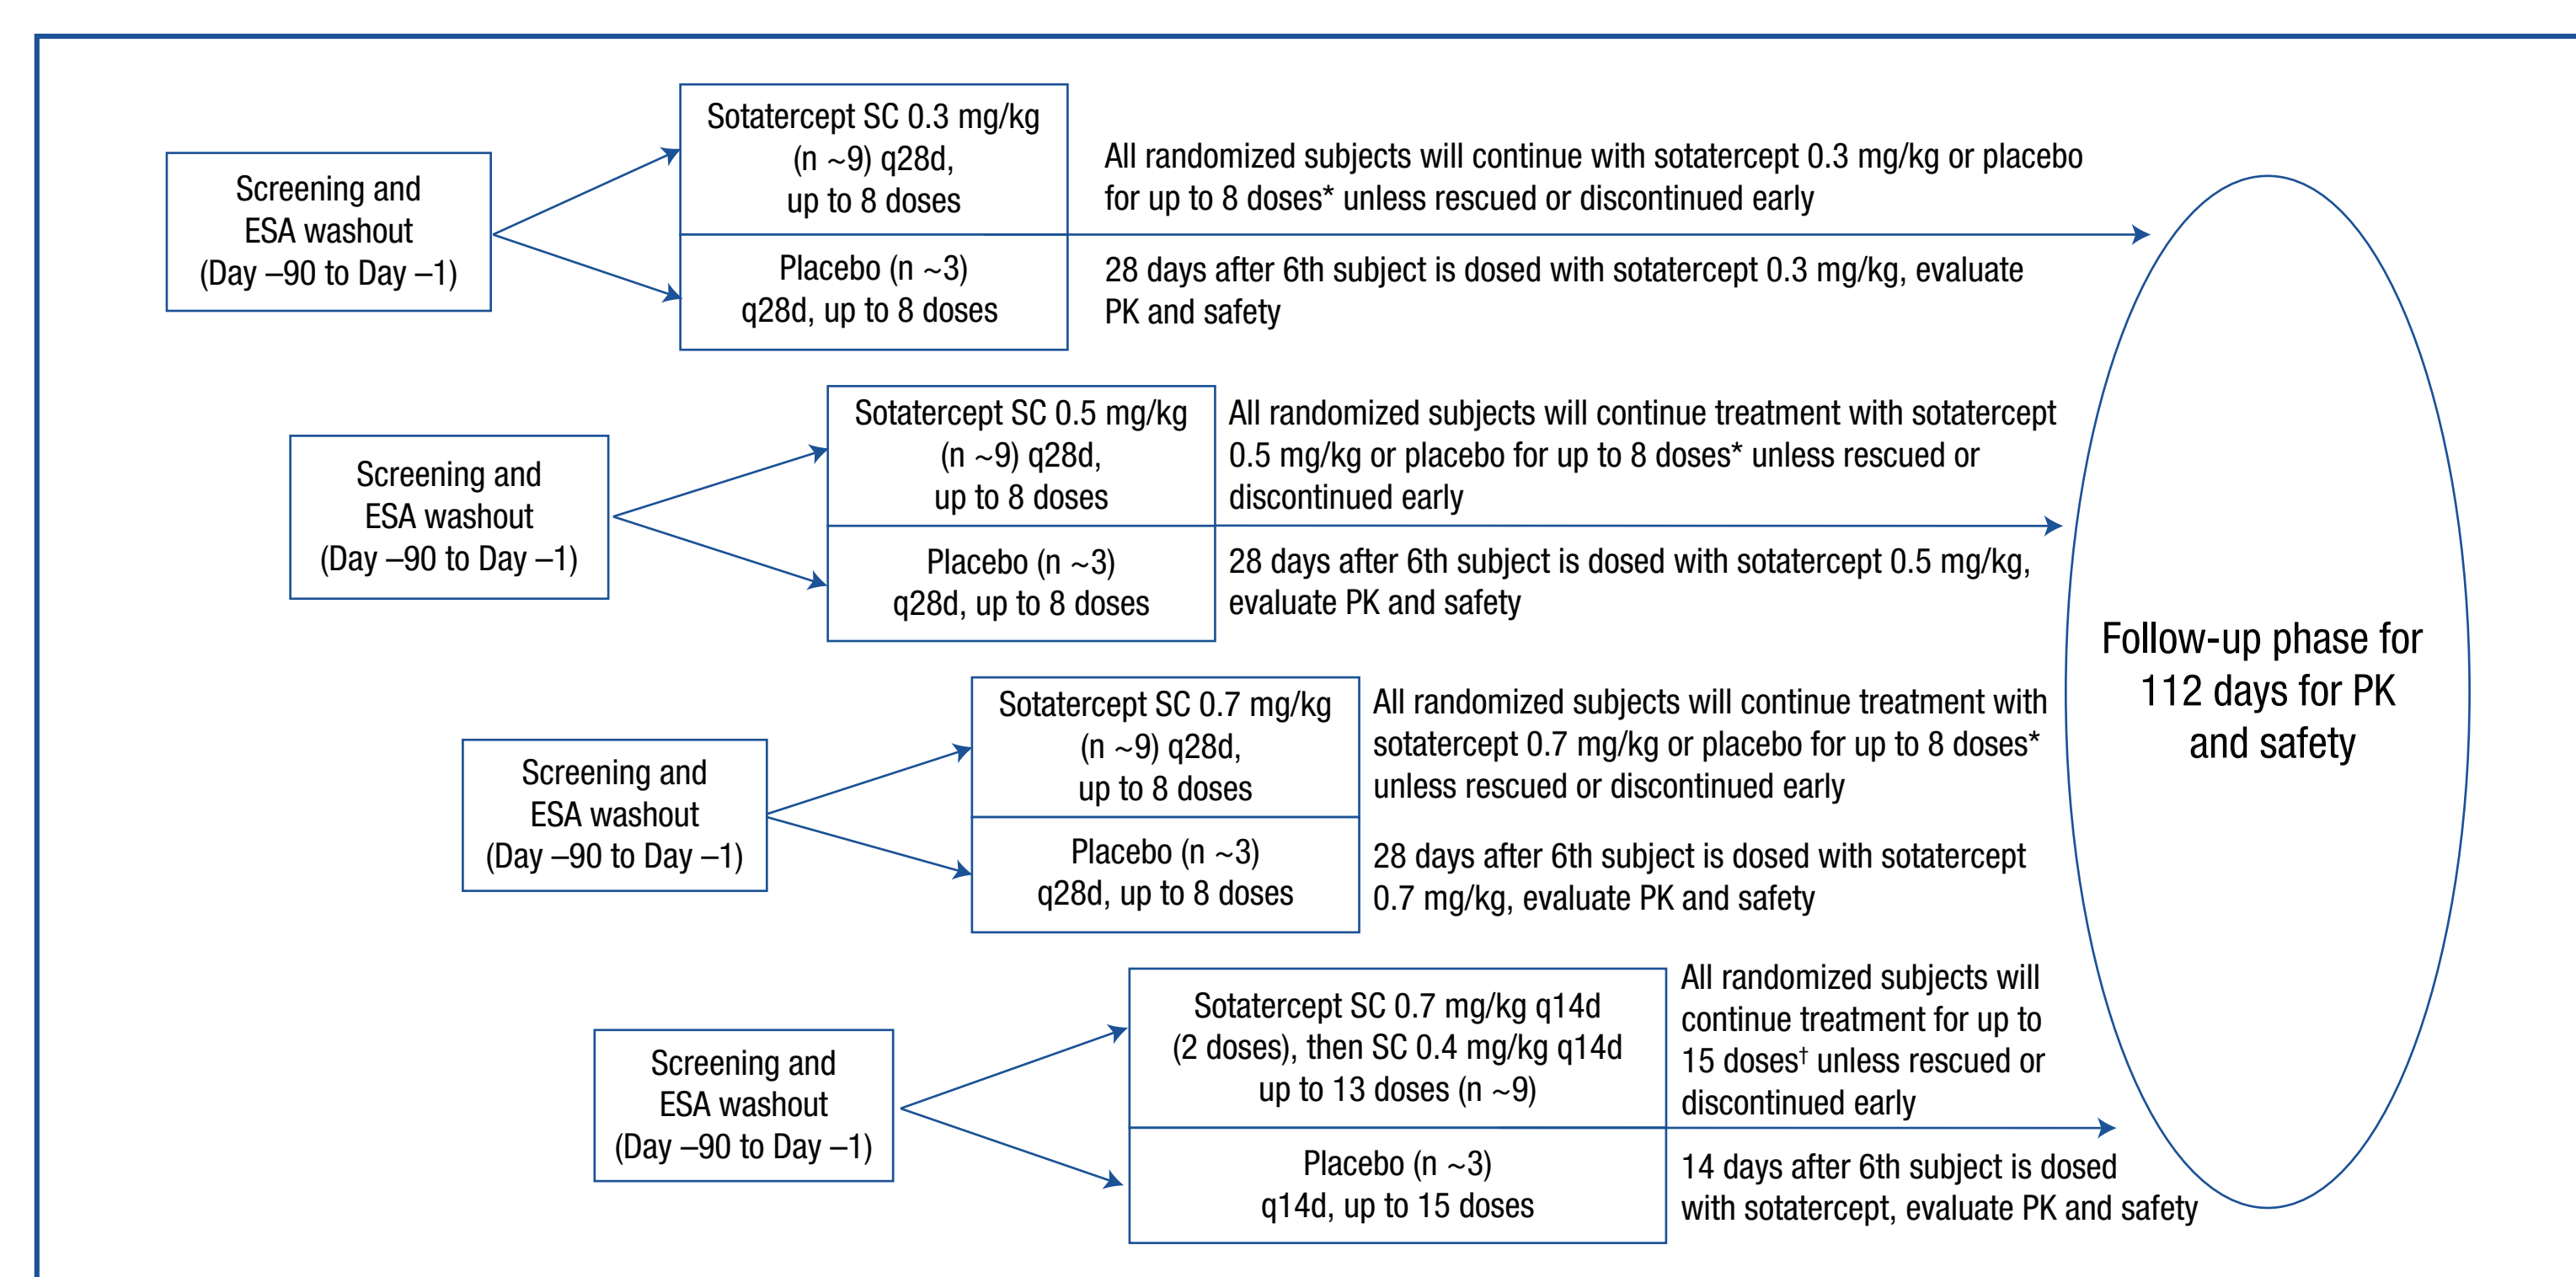 Screening and
ESA washout
(Day –90 to Day –1)
Sotatercept SC 0.3 mg/kg
(n ~9) q28d,
up to 8 doses
Placebo (n ~3)
q28d, up to 8 doses
All randomized subjects will continue with sotatercept 0.3 mg/kg or placebo
for up to 8 doses* unless rescued or discontinued early
28 days after 6th subject is dosed with sotatercept 0.3 mg/kg, evaluate
PK and safety
Screening and
ESA washout
(Day –90 to Day –1)
Sotatercept SC 0.5 mg/kg
(n ~9) q28d,
up to 8 doses
Placebo (n ~3)
q28d, up to 8 doses
All randomized subjects will continue treatment with sotatercept
0.5 mg/kg or placebo for up to 8 doses* unless rescued or
discontinued early
28 days after 6th subject is dosed with sotatercept 0.5 mg/kg,
evaluate PK and safety
Screening and
ESA washout
(Day –90 to Day –1)
Sotatercept SC 0.7 mg/kg
(n ~9) q28d,
up to 8 doses
Placebo (n ~3)
q28d, up to 8 doses
All randomized subjects will continue treatment with
sotatercept 0.7 mg/kg or placebo for up to 8 doses*
unless rescued or discontinued early
28 days after 6th subject is dosed with sotatercept
0.7 mg/kg, evaluate PK and safety
Screening and
ESA washout
(Day –90 to Day –1)
Sotatercept SC 0.7 mg/kg q14d
(2 doses), then SC 0.4 mg/kg q14d
up to 13 doses (n ~9)
Placebo (n ~3)
q14d, up to 15 doses
All randomized subjects will
continue treatment for up to
15 doses† unless rescued or
discontinued early
14 days after 6th subject is dosed
with sotatercept, evaluate PK and safety
Follow-up phase for
112 days for PK
and safety